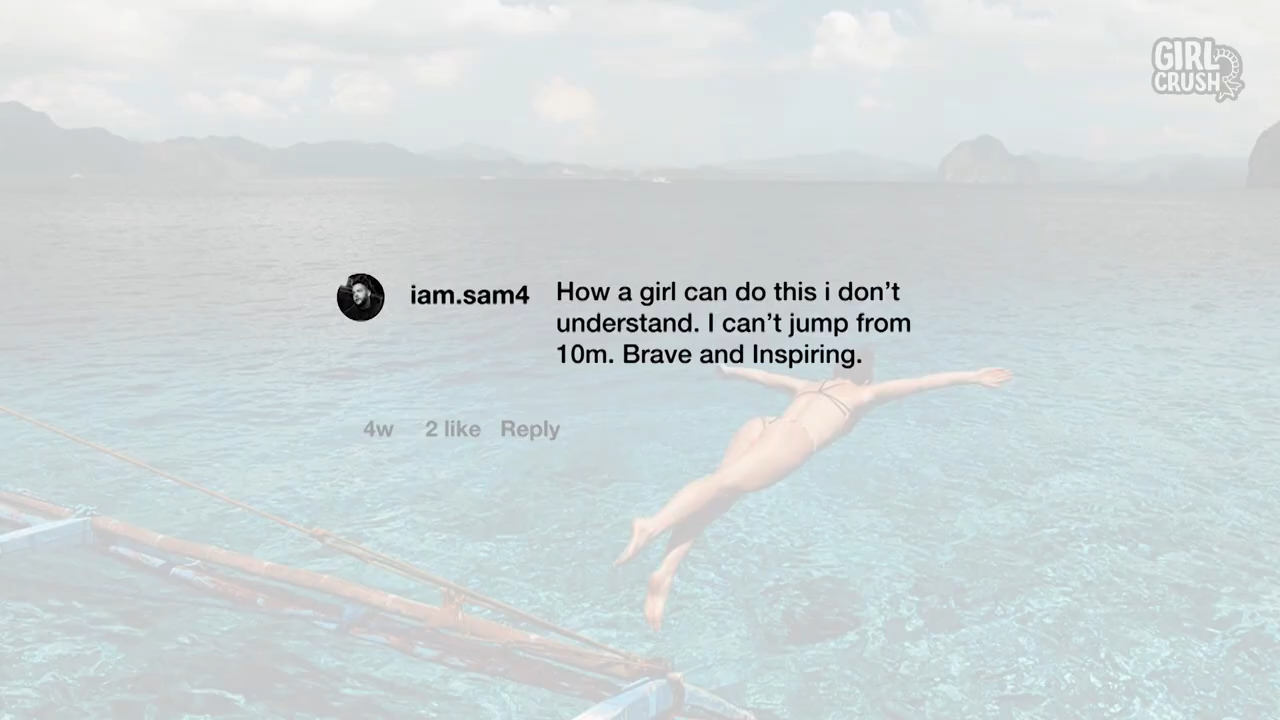 GIRL
CRUSH
iam.sam4
How a girl can do this i don’t
understand. I can’t jump from
10m. Brave and Inspiring.
4w 2 like Reply